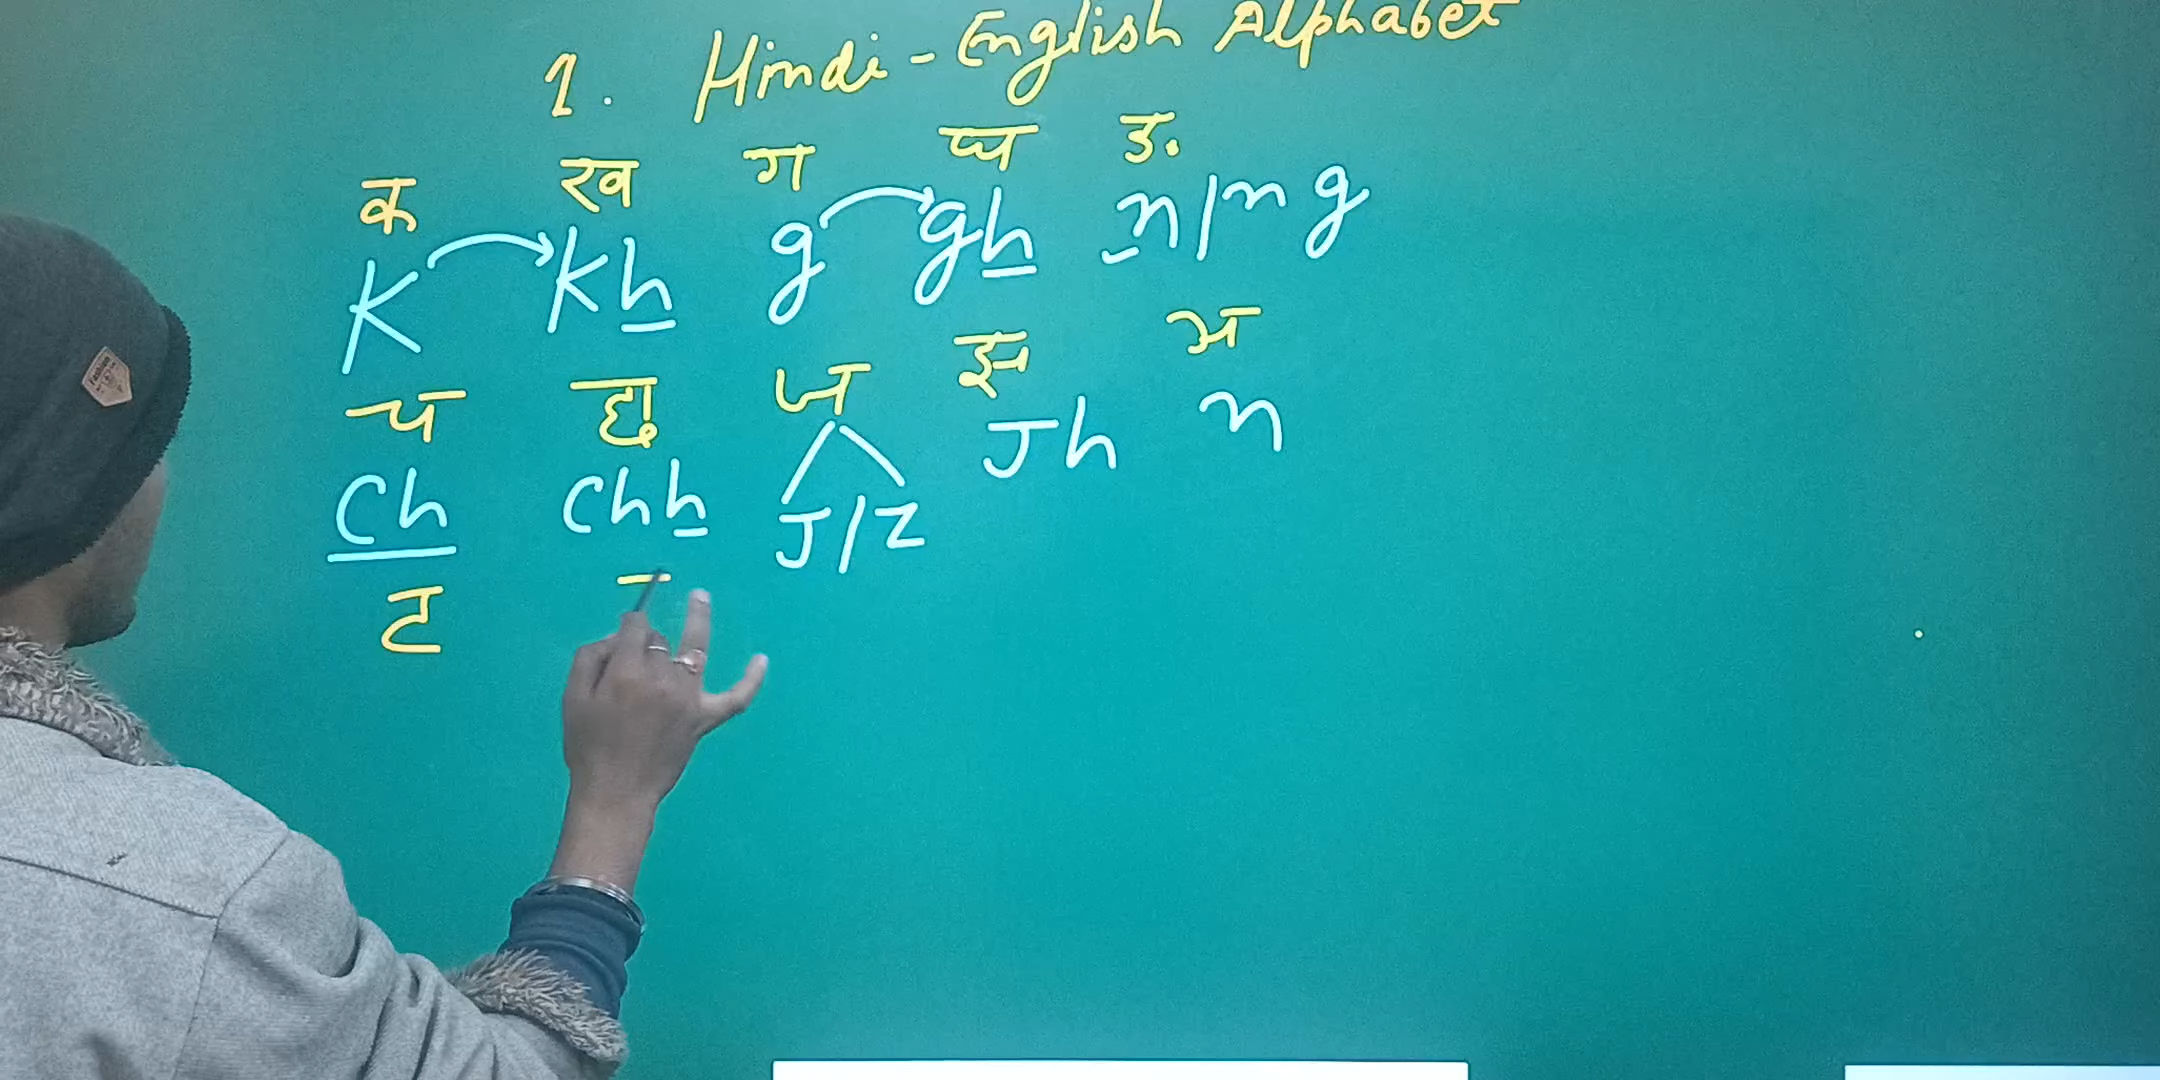 1. Hindi - English Alphabet
क ख ग घ ङ
K Kh g gh n/ng
च छ ज झ ञ
Ch Chh J/Z Jh n
ट